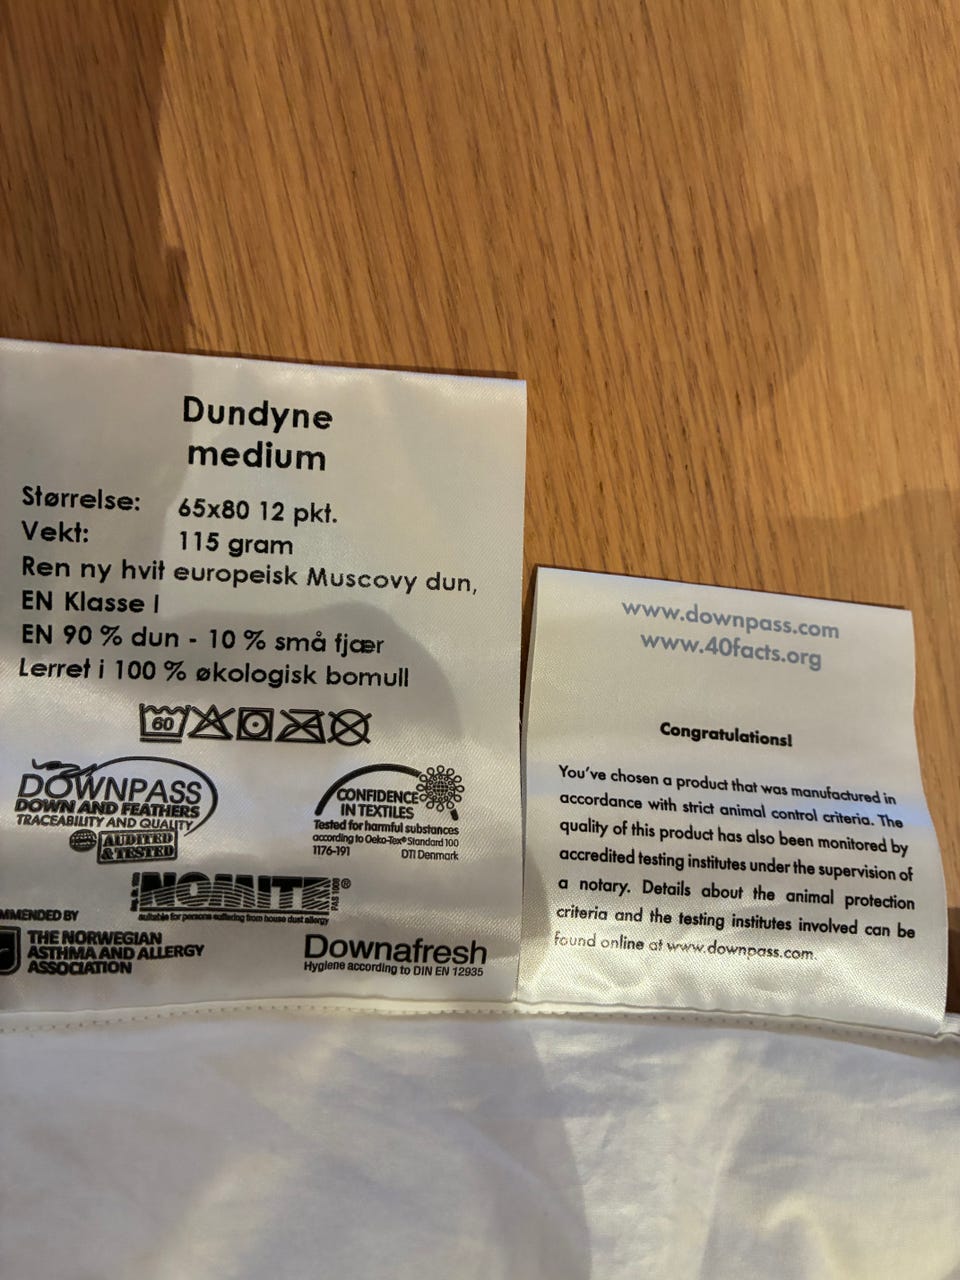 Dundyne
medium
Størrelse: 65x80 12 pkt.
Vekt: 115 gram
Ren ny hvit europeisk Muscovy dun,
EN Klasse I
EN 90 % dun - 10 % små fjær
Lerret i 100 % økologisk bomull
60
DOWNPASS
DOWN AND FEATHERS
TRACEABILITY AND QUALITY
AUDITED
& TESTED
CONFIDENCE
IN TEXTILES
Tested for harmful substances
according to Oeko-Tex® Standard 100
1176-191 DTI Denmark
NOMITE®
suitable for persons suffering from house dust allergy
MMENDED BY
THE NORWEGIAN
ASTHMA AND ALLERGY
ASSOCIATION
Downafresh
Hygiene according to DIN EN 12935
www.downpass.com
www.40facts.org
Congratulations!
You've chosen a product that was manufactured in
accordance with strict animal control criteria. The
quality of this product has also been monitored by
accredited testing institutes under the supervision of
a notary. Details about the animal protection
criteria and the testing institutes involved can be
found online at www.downpass.com.